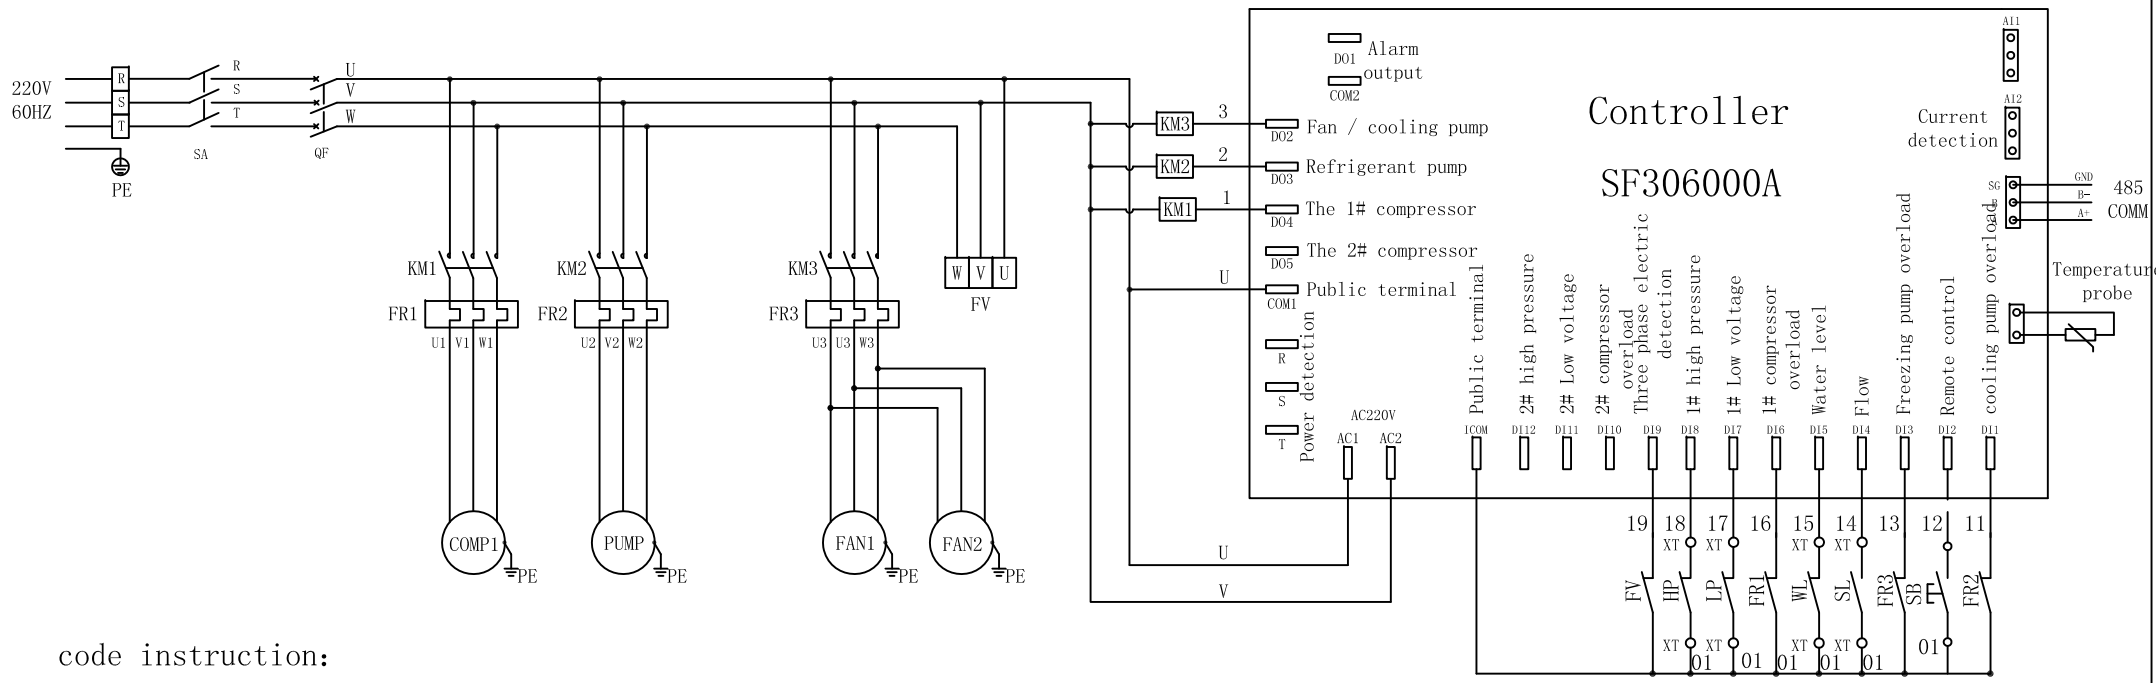 220V
60HZ
R
S
T
PE
R
S
T
SA
QF
U
V
W
KM1
FR1
U1 V1 W1
COMP1
PE
KM2
FR2
U2 V2 W2
PUMP
PE
KM3
FR3
U3 U3 W3
FAN1
PE
FAN2
PE
W V U
FV
KM3
3
KM2
2
KM1
1
U
U
V
DO1
Alarm
output
COM2
DO2
Fan / cooling pump
DO3
Refrigerant pump
DO4
The 1# compressor
DO5
The 2# compressor
COM1
Public terminal
R
S
T
Power detection
AC220V
AC1
AC2
Controller
SF306000A
AI1
AI2
Current
detection
SG
B
A
GND
B-
A+
485
COMM
Temperature
probe
Public terminal
2# high pressure
2# Low voltage
2# compressor
overload
Three phase electric
detection
1# high pressure
1# Low voltage
1# compressor
overload
Water level
Flow
Freezing pump overload
Remote control
cooling pump overload
ICOM
DI12
DI11
DI10
DI9
DI8
DI7
DI6
DI5
DI4
DI3
DI2
DI1
19 18 17 16 15 14 13 12 11
XT XT XT XT
FV HP LP FR1 WL SL FR3 SB FR2
XT XT XT XT
01 01 01 01 01 01
code instruction: